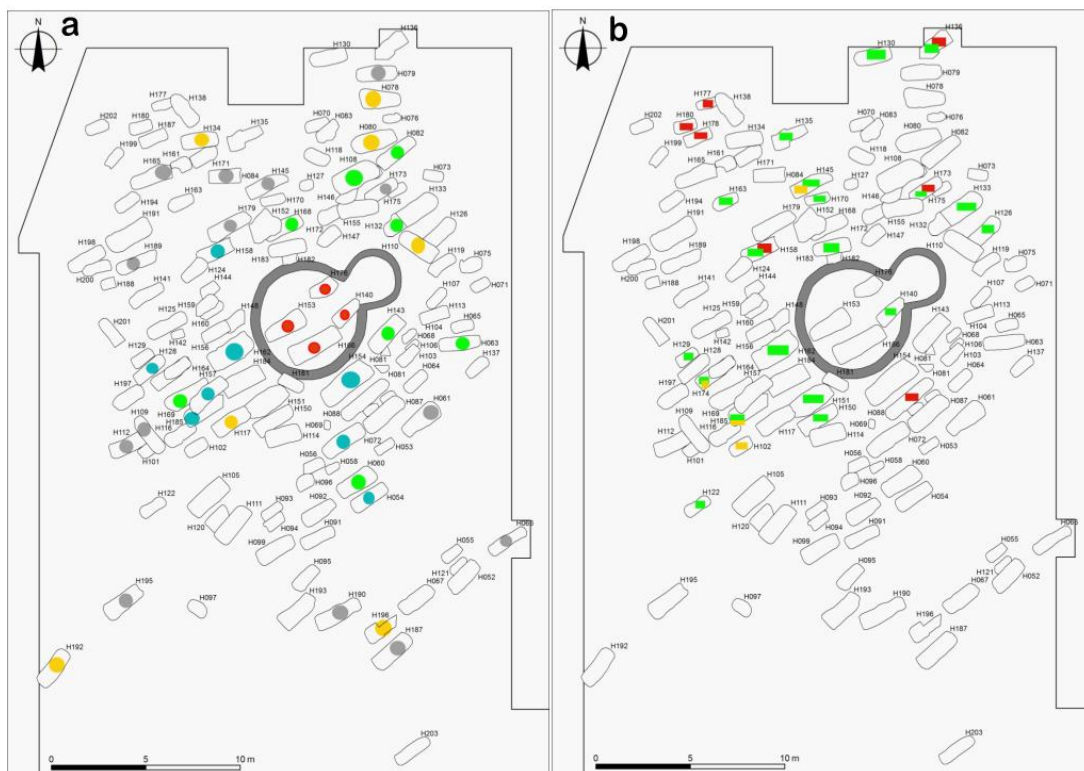 a
N
H136
H130
H079
H078
H177
H138
H076
H202
H180
H187
H134
H135
H070
H083
H080
H082
H199
H118
H161
H165
H171
H108
H084
H145
H127
H173
H073
H163
H170
H146
H175
H133
H194
H179
H152
H168
H155
H132
H128
H191
H172
H147
H110
H198
H189
H158
H183
H182
H119
H075
H200
H188
H141
H124
H144
H176
H071
H107
H201
H125
H159
H148
H153
H140
H143
H113
H160
H104
H065
H142
H068
H063
H129
H128
H156
H162
H166
H106
H154
H103
H137
H164
H184
H081
H157
H181
H064
H197
H081
H109
H169
H151
H087
H061
H185
H150
H088
H112
H116
H117
H069
H101
H102
H114
H072
H053
H056
H058
H060
H105
H096
H054
H122
H111
H093
H092
H120
H094
H091
H099
H055
H095
H121
H052
H195
H067
H097
H193
H190
H196
H187
H192
H203
0
5
10 m
b
N
H136
H130
H079
H078
H177
H138
H076
H202
H180
H178
H134
H135
H070
H083
H080
H082
H199
H118
H161
H165
H171
H108
H084
H145
H127
H173
H073
H163
H170
H146
H175
H133
H194
H179
H152
H168
H155
H132
H126
H191
H172
H147
H110
H198
H189
H158
H183
H182
H119
H075
H200
H188
H141
H124
H144
H176
H071
H107
H201
H125
H159
H148
H153
H140
H143
H113
H160
H104
H065
H142
H068
H063
H129
H128
H156
H162
H166
H106
H154
H103
H137
H164
H184
H081
H157
H181
H064
H197
H174
H081
H109
H169
H151
H087
H061
H185
H150
H088
H112
H116
H117
H069
H101
H102
H114
H072
H053
H056
H058
H060
H105
H096
H054
H122
H111
H093
H092
H120
H094
H091
H099
H055
H095
H121
H052
H195
H067
H097
H193
H190
H196
H187
H192
H203
0
5
10 m